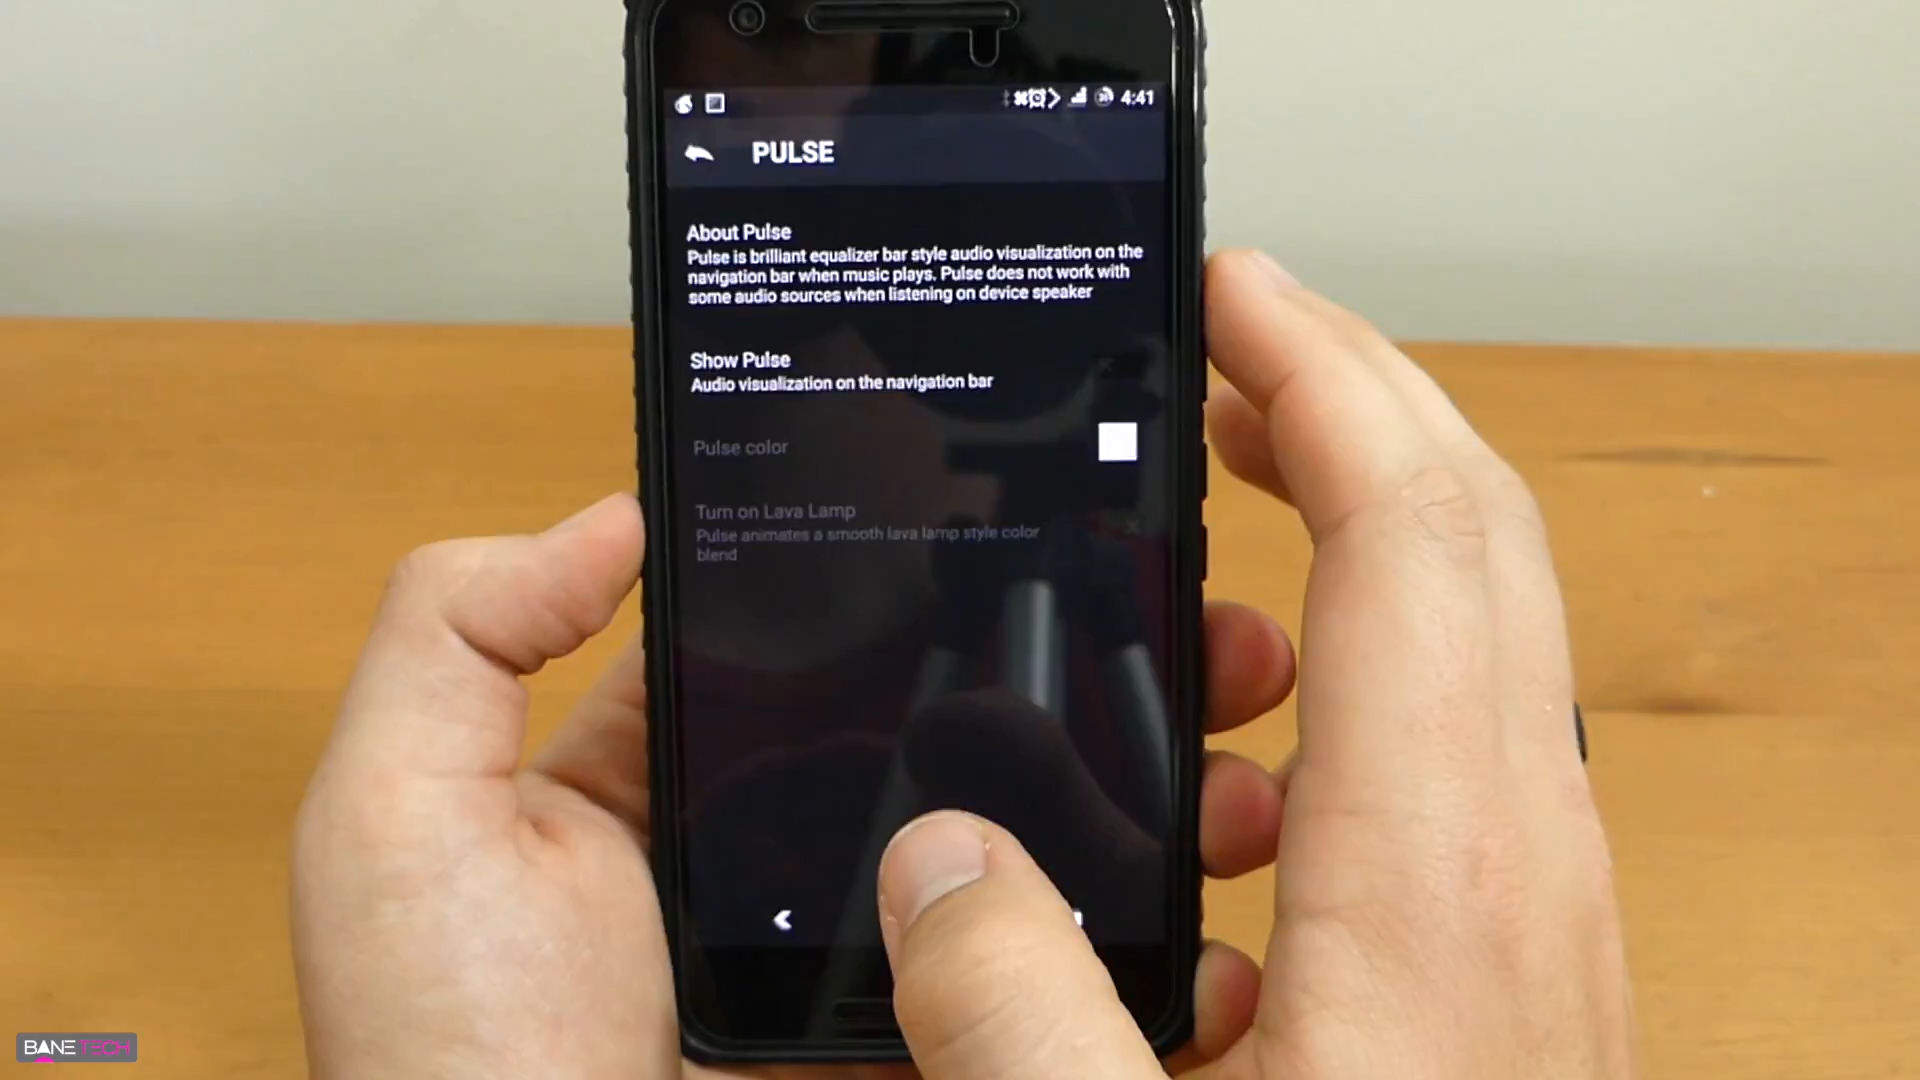 4:41
PULSE
About Pulse
Pulse is brilliant equalizer bar style audio visualization on the
navigation bar when music plays. Pulse does not work with
some audio sources when listening on device speaker
Show Pulse
Audio visualization on the navigation bar
Pulse color
Turn on Lava Lamp
Pulse animates a smooth lava lamp style color
blend
BANE TECH